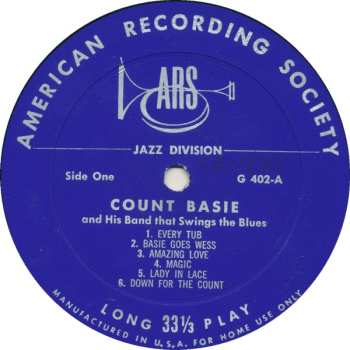 AMERICAN RECORDING SOCIETY
ARS
JAZZ DIVISION
Side One G 402-A
COUNT BASIE
and His Band that Swings the Blues
1. EVERY TUB
2. BASIE GOES WESS
3. AMAZING LOVE
4. MAGIC
5. LADY IN LACE
6. DOWN FOR THE COUNT
LONG 33⅓ PLAY
MANUFACTURED IN U.S.A. FOR HOME USE ONLY